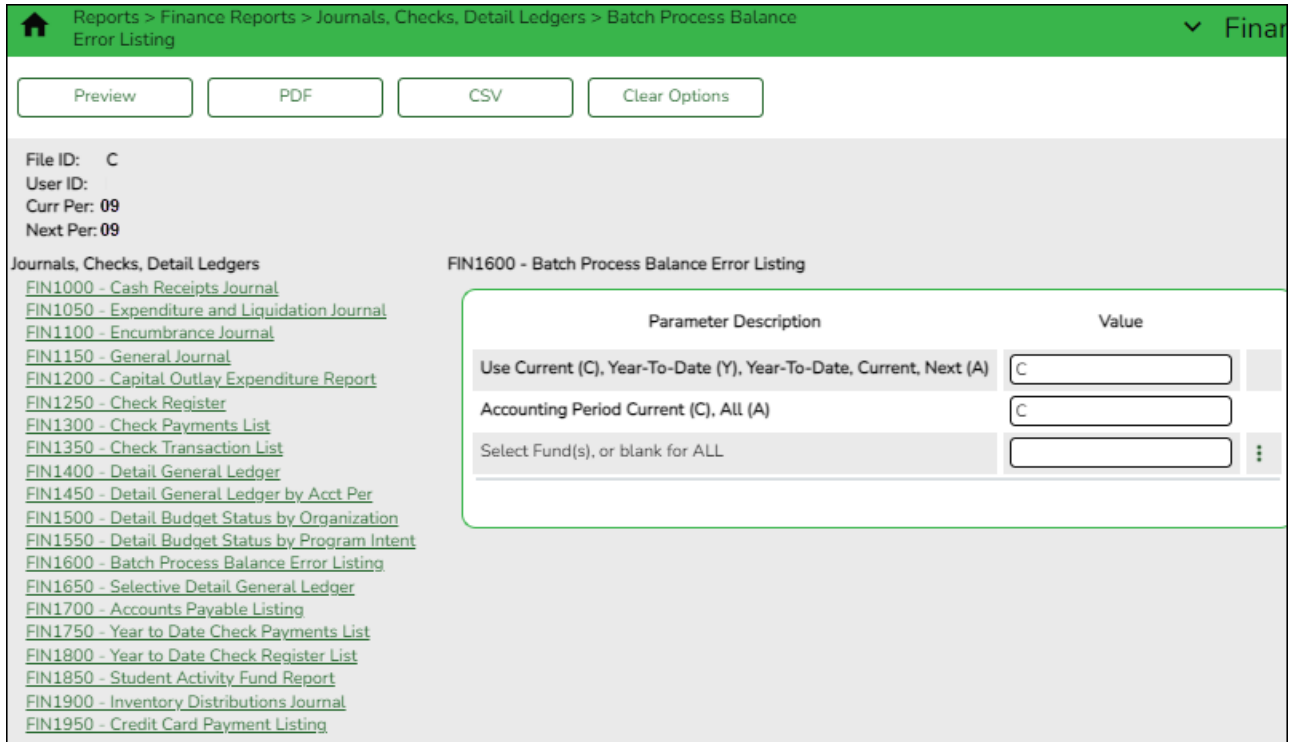 Reports > Finance Reports > Journals, Checks, Detail Ledgers > Batch Process Balance
Error Listing
Finar
Preview
PDF
CSV
Clear Options
File ID: C
User ID:
Curr Per: 09
Next Per: 09
Journals, Checks, Detail Ledgers
FIN1000 - Cash Receipts Journal
FIN1050 - Expenditure and Liquidation Journal
FIN1100 - Encumbrance Journal
FIN1150 - General Journal
FIN1200 - Capital Outlay Expenditure Report
FIN1250 - Check Register
FIN1300 - Check Payments List
FIN1350 - Check Transaction List
FIN1400 - Detail General Ledger
FIN1450 - Detail General Ledger by Acct Per
FIN1500 - Detail Budget Status by Organization
FIN1550 - Detail Budget Status by Program Intent
FIN1600 - Batch Process Balance Error Listing
FIN1650 - Selective Detail General Ledger
FIN1700 - Accounts Payable Listing
FIN1750 - Year to Date Check Payments List
FIN1800 - Year to Date Check Register List
FIN1850 - Student Activity Fund Report
FIN1900 - Inventory Distributions Journal
FIN1950 - Credit Card Payment Listing
FIN1600 - Batch Process Balance Error Listing
Parameter Description Value
Use Current (C), Year-To-Date (Y), Year-To-Date, Current, Next (A) C
Accounting Period Current (C), All (A) C
Select Fund(s), or blank for ALL